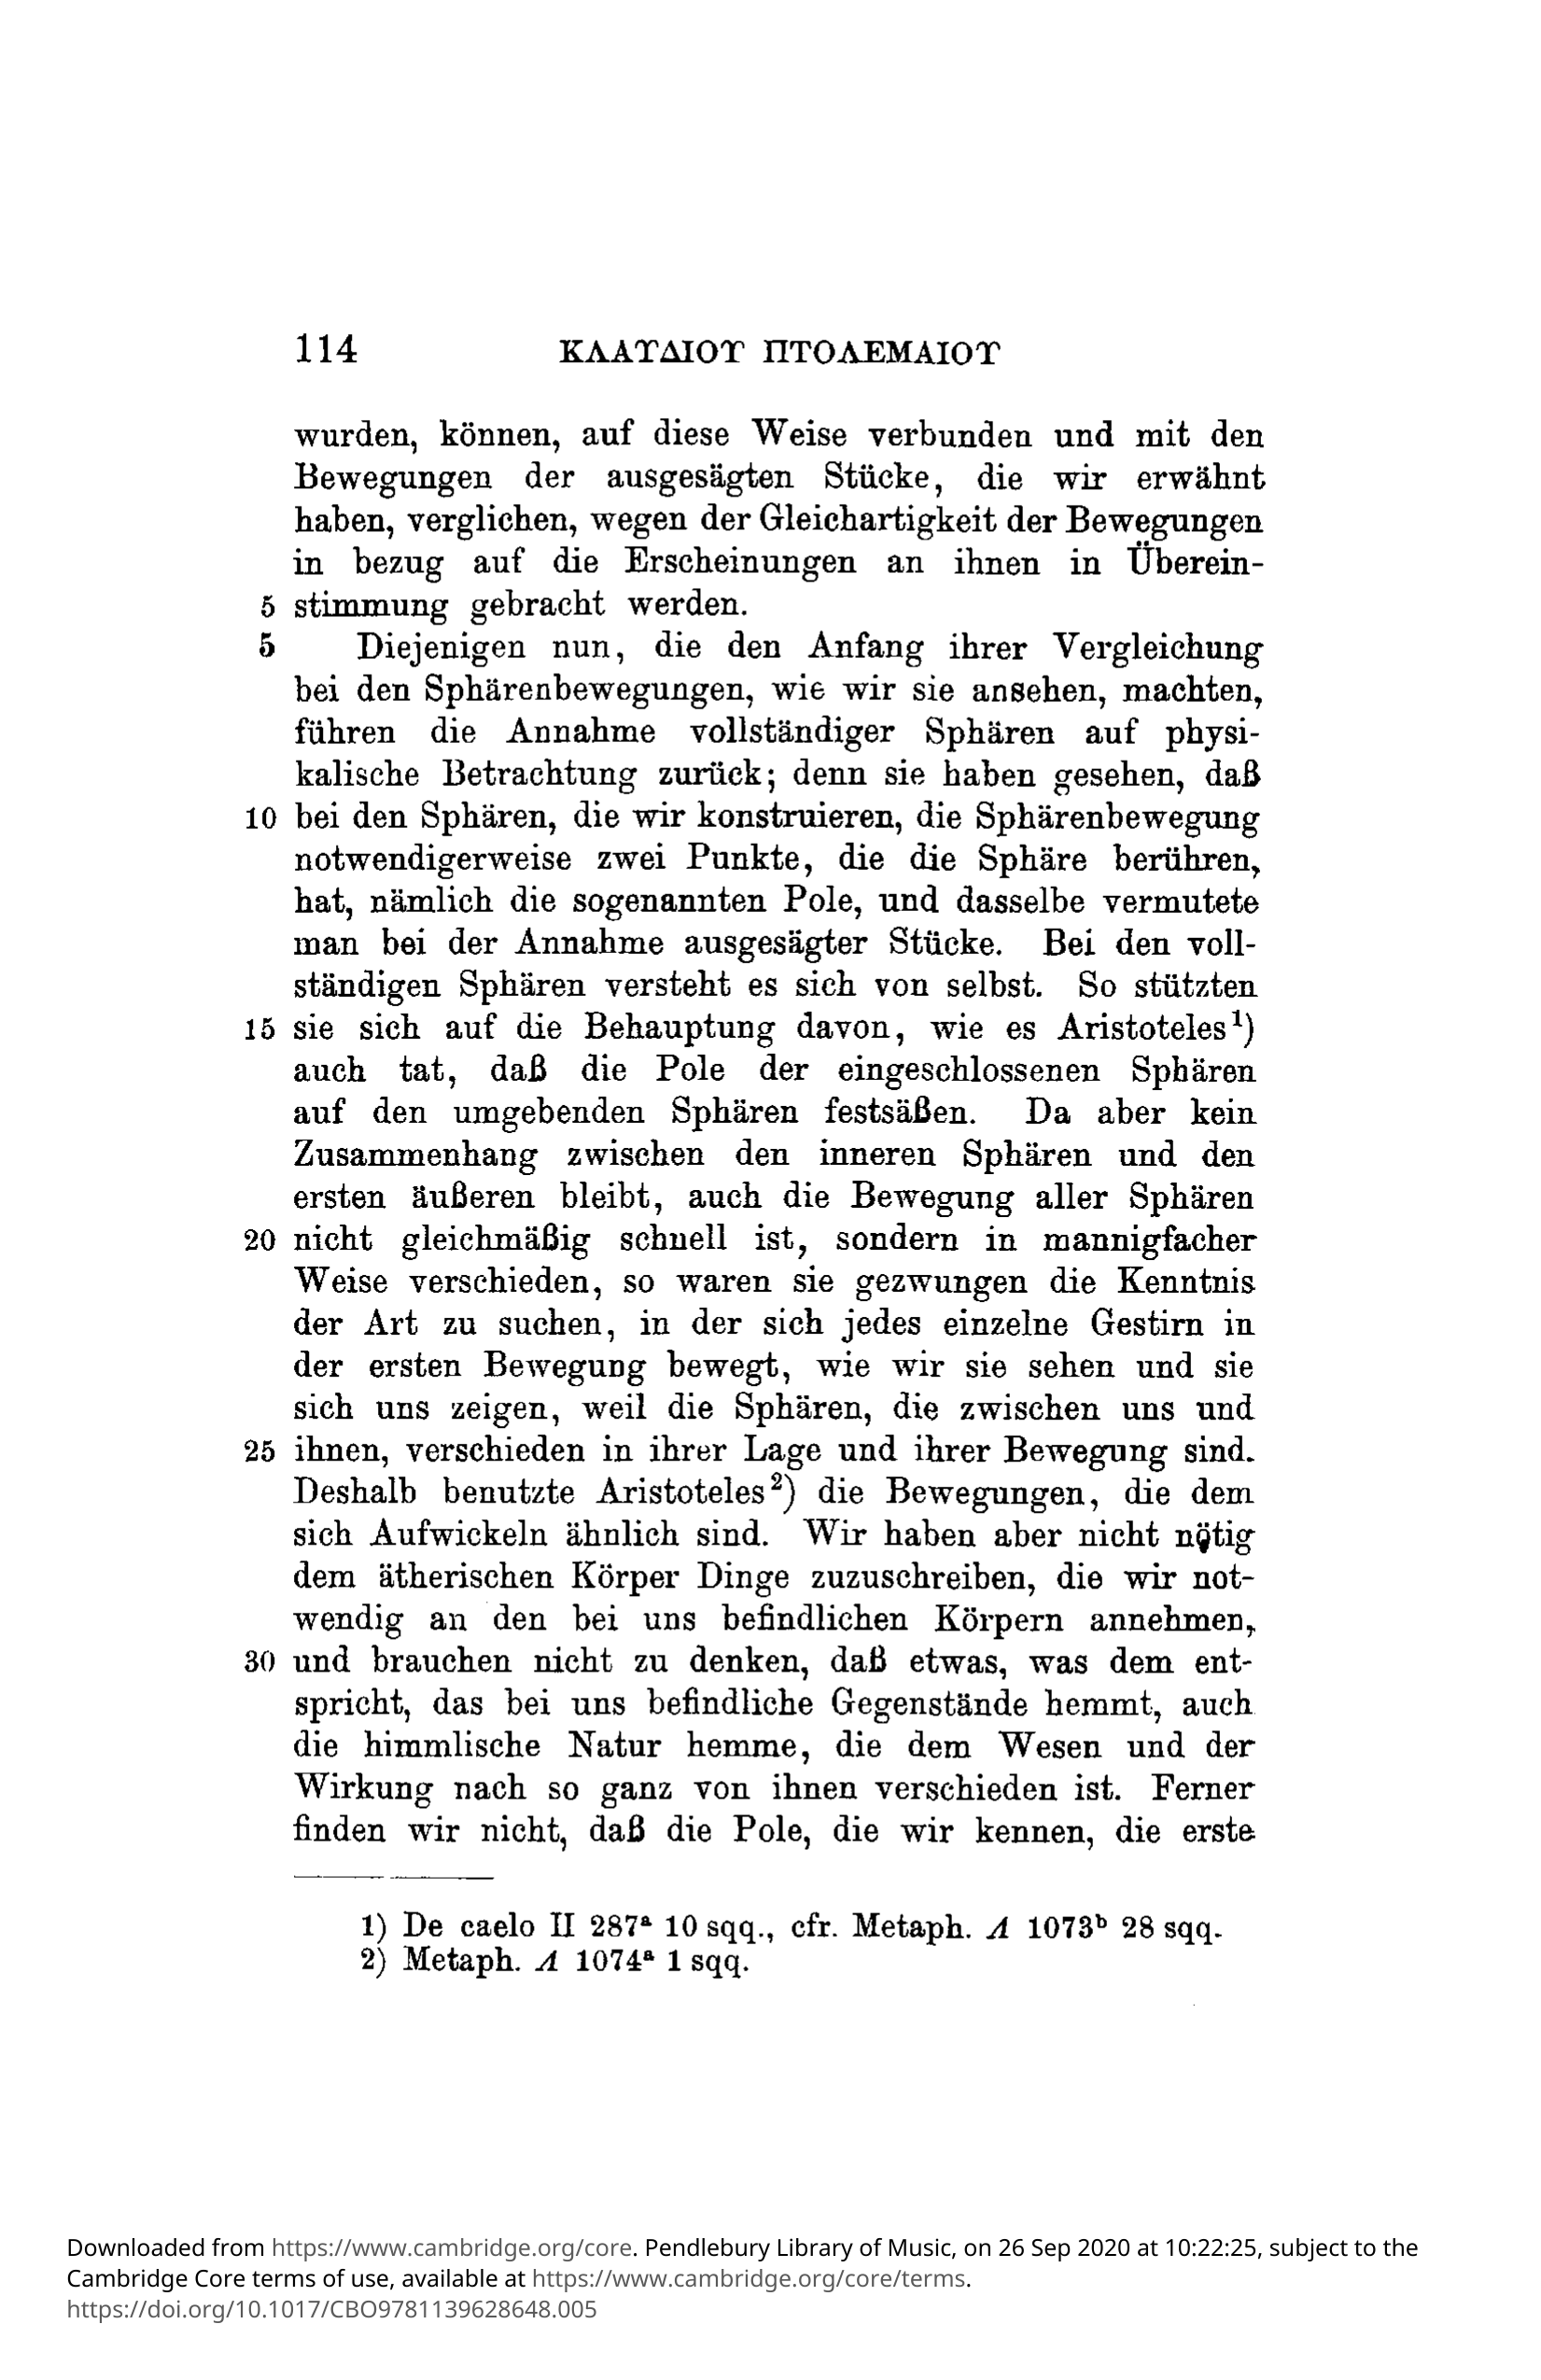 114 ΚΛΑΥΔΙΟΥ ΠΤΟΛΕΜΑΙΟΥ
wurden, können, auf diese Weise verbunden und mit den
Bewegungen der ausgesägten Stücke, die wir erwähnt
haben, verglichen, wegen der Gleichartigkeit der Bewegungen
in bezug auf die Erscheinungen an ihnen in Überein-
5 stimmung gebracht werden.
5 Diejenigen nun, die den Anfang ihrer Vergleichung
bei den Sphärenbewegungen, wie wir sie ansehen, machten,
führen die Annahme vollständiger Sphären auf physi-
kalische Betrachtung zurück; denn sie haben gesehen, daß
10 bei den Sphären, die wir konstruieren, die Sphärenbewegung
notwendigerweise zwei Punkte, die die Sphäre berühren,
hat, nämlich die sogenannten Pole, und dasselbe vermutete
man bei der Annahme ausgesägter Stücke. Bei den voll-
ständigen Sphären versteht es sich von selbst. So stützten
15 sie sich auf die Behauptung davon, wie es Aristoteles¹)
auch tat, daß die Pole der eingeschlossenen Sphären
auf den umgebenden Sphären festsäßen. Da aber kein
Zusammenhang zwischen den inneren Sphären und den
ersten äußeren bleibt, auch die Bewegung aller Sphären
20 nicht gleichmäßig schnell ist, sondern in mannigfacher
Weise verschieden, so waren sie gezwungen die Kenntnis
der Art zu suchen, in der sich jedes einzelne Gestirn in
der ersten Bewegung bewegt, wie wir sie sehen und sie
sich uns zeigen, weil die Sphären, die zwischen uns und
25 ihnen, verschieden in ihrer Lage und ihrer Bewegung sind.
Deshalb benutzte Aristoteles²) die Bewegungen, die dem
sich Aufwickeln ähnlich sind. Wir haben aber nicht nötig
dem ätherischen Körper Dinge zuzuschreiben, die wir not-
wendig an den bei uns befindlichen Körpern annehmen,
30 und brauchen nicht zu denken, daß etwas, was dem ent-
spricht, das bei uns befindliche Gegenstände hemmt, auch
die himmlische Natur hemme, die dem Wesen und der
Wirkung nach so ganz von ihnen verschieden ist. Ferner
finden wir nicht, daß die Pole, die wir kennen, die erste
1) De caelo II 287ᵃ 10 sqq., cfr. Metaph. Λ 1073ᵇ 28 sqq.
2) Metaph. Λ 1074ᵃ 1 sqq.
Downloaded from https://www.cambridge.org/core. Pendlebury Library of Music, on 26 Sep 2020 at 10:22:25, subject to the
Cambridge Core terms of use, available at https://www.cambridge.org/core/terms.
https://doi.org/10.1017/CBO9781139628648.005